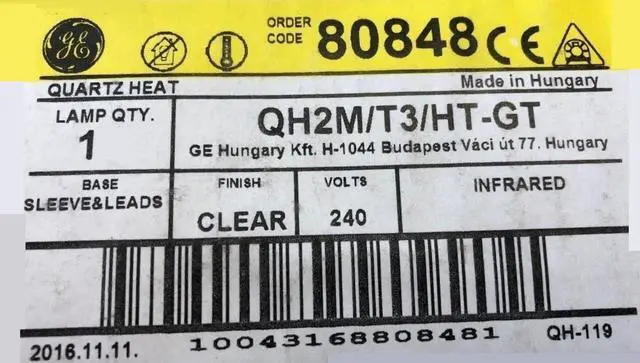 GE
ORDER CODE 80848 CE
QUARTZ HEAT
Made in Hungary
LAMP QTY.
1
QH2M/T3/HT-GT
GE Hungary Kft. H-1044 Budapest Váci út 77. Hungary
BASE
SLEEVE&LEADS
FINISH
CLEAR
VOLTS
240
INFRARED
10043168808481
2016.11.11.
QH-119